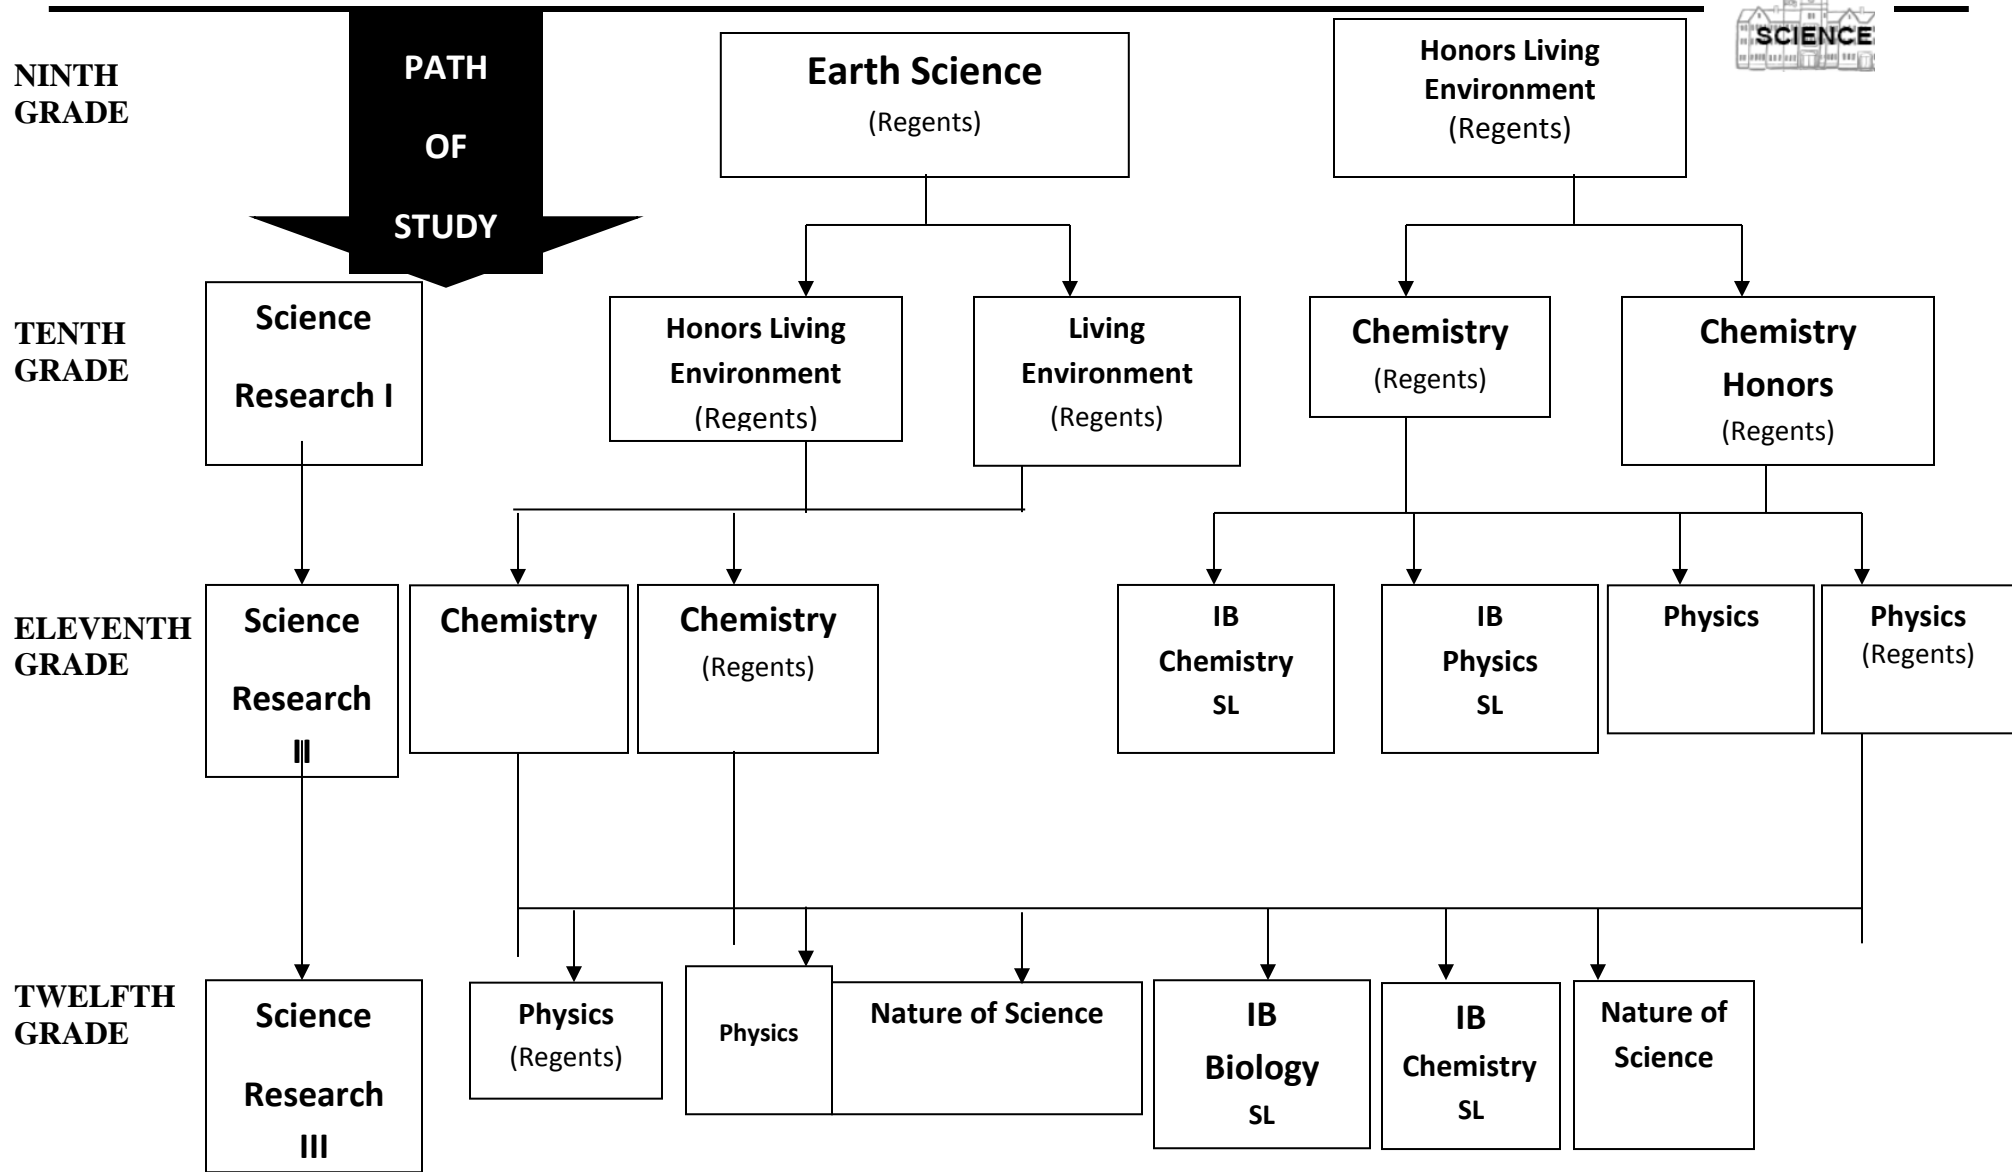 SCIENCE
NINTH
GRADE
PATH
OF
STUDY
Earth Science
(Regents)
Honors Living
Environment
(Regents)
TENTH
GRADE
Science
Research I
Honors Living
Environment
(Regents)
Living
Environment
(Regents)
Chemistry
(Regents)
Chemistry
Honors
(Regents)
ELEVENTH
GRADE
Science
Research
II
Chemistry
Chemistry
(Regents)
IB
Chemistry
SL
IB
Physics
SL
Physics
Physics
(Regents)
TWELFTH
GRADE
Science
Research
III
Physics
(Regents)
Physics
Nature of Science
IB
Biology
SL
IB
Chemistry
SL
Nature of
Science